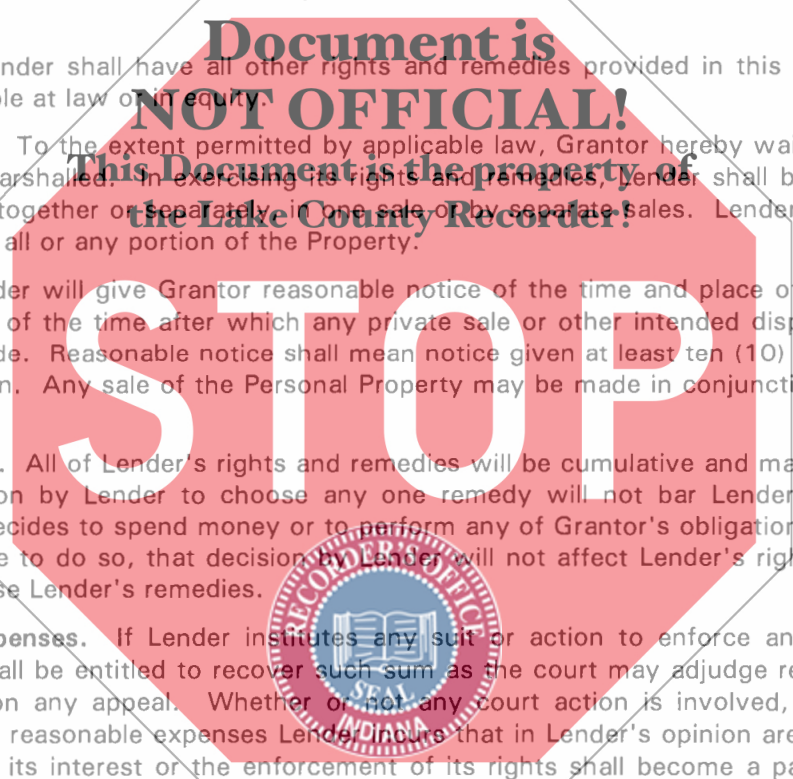 Document is
nder shall have all other rights and remedies provided in this
le at law or in equity.
NOT OFFICIAL!
To the extent permitted by applicable law, Grantor hereby wai
This Document is the property of
arshalled. In exercising its rights and remedies, Lender shall b
together or separately, in one sale or by separate sales. Lender
the Lake County Recorder!
all or any portion of the Property.
der will give Grantor reasonable notice of the time and place o
of the time after which any private sale or other intended disp
de. Reasonable notice shall mean notice given at least ten (10)
n. Any sale of the Personal Property may be made in conjuncti
STOP
. All of Lender's rights and remedies will be cumulative and ma
on by Lender to choose any one remedy will not bar Lender
ecides to spend money or to perform any of Grantor's obligation
e to do so, that decision by Lender will not affect Lender's righ
se Lender's remedies.
RECORDER'S OFFICE
SEAL
INDIANA
penses. If Lender institutes any suit or action to enforce an
all be entitled to recover such sum as the court may adjudge re
on any appeal. Whether or not any court action is involved,
reasonable expenses Lender incurs that in Lender's opinion are
its interest or the enforcement of its rights shall become a pa